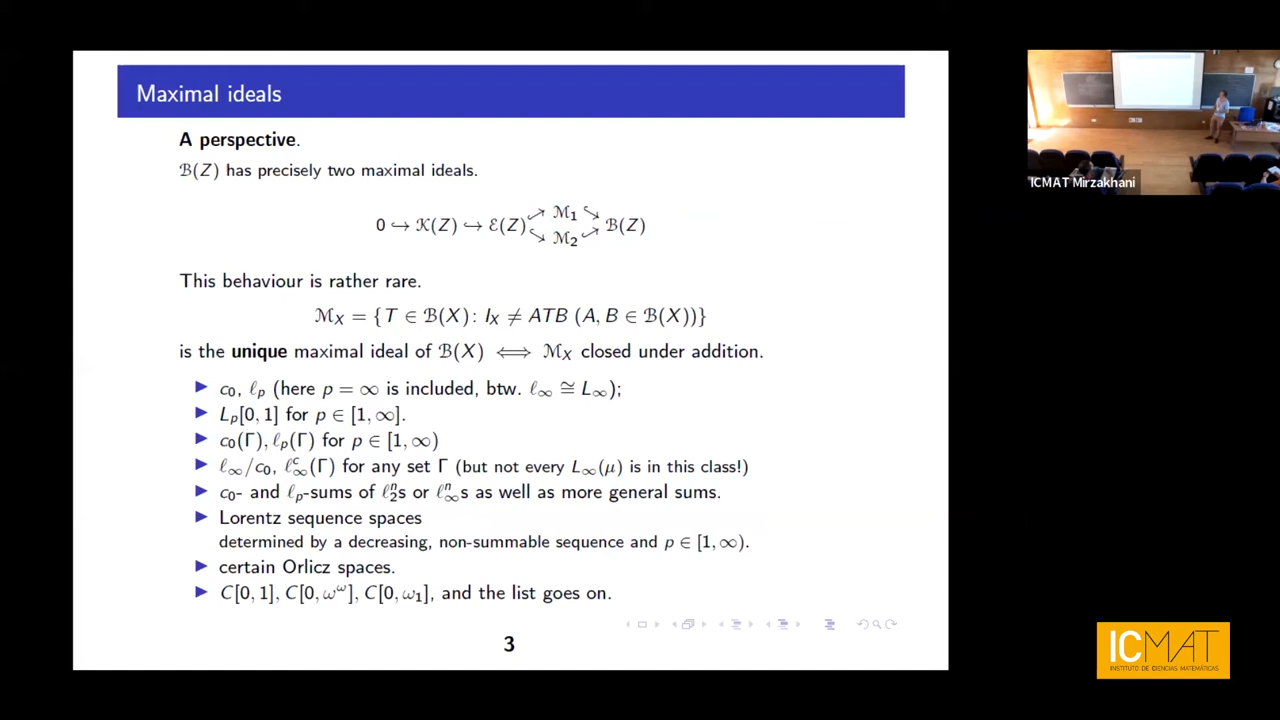 Maximal ideals
A perspective.
ℬ(Z) has precisely two maximal ideals.
0 ↪ 𝒦(Z) ↪ ℰ(Z) ↪ ℳ₁ ↪ ℬ(Z)
↪ ℳ₂ ↪
This behaviour is rather rare.
ℳ_X = {T ∈ ℬ(X): I_X ≠ ATB (A, B ∈ ℬ(X))}
is the unique maximal ideal of ℬ(X) ⟺ ℳ_X closed under addition.
▶ c₀, ℓ_p (here p = ∞ is included, btw. ℓ_∞ ≅ L_∞);
▶ L_p[0, 1] for p ∈ [1, ∞].
▶ c₀(Γ), ℓ_p(Γ) for p ∈ [1, ∞)
▶ ℓ_∞/c₀, ℓ^c_∞(Γ) for any set Γ (but not every L_∞(μ) is in this class!)
▶ c₀- and ℓ_p-sums of ℓ₂ⁿs or ℓ_∞ⁿs as well as more general sums.
▶ Lorentz sequence spaces
determined by a decreasing, non-summable sequence and p ∈ [1, ∞).
▶ certain Orlicz spaces.
▶ C[0, 1], C[0, ω^ω], C[0, ω₁], and the list goes on.
3
ICMAT Mirzakhani
ICMAT
INSTITUTO DE CIENCIAS MATEMÁTICAS